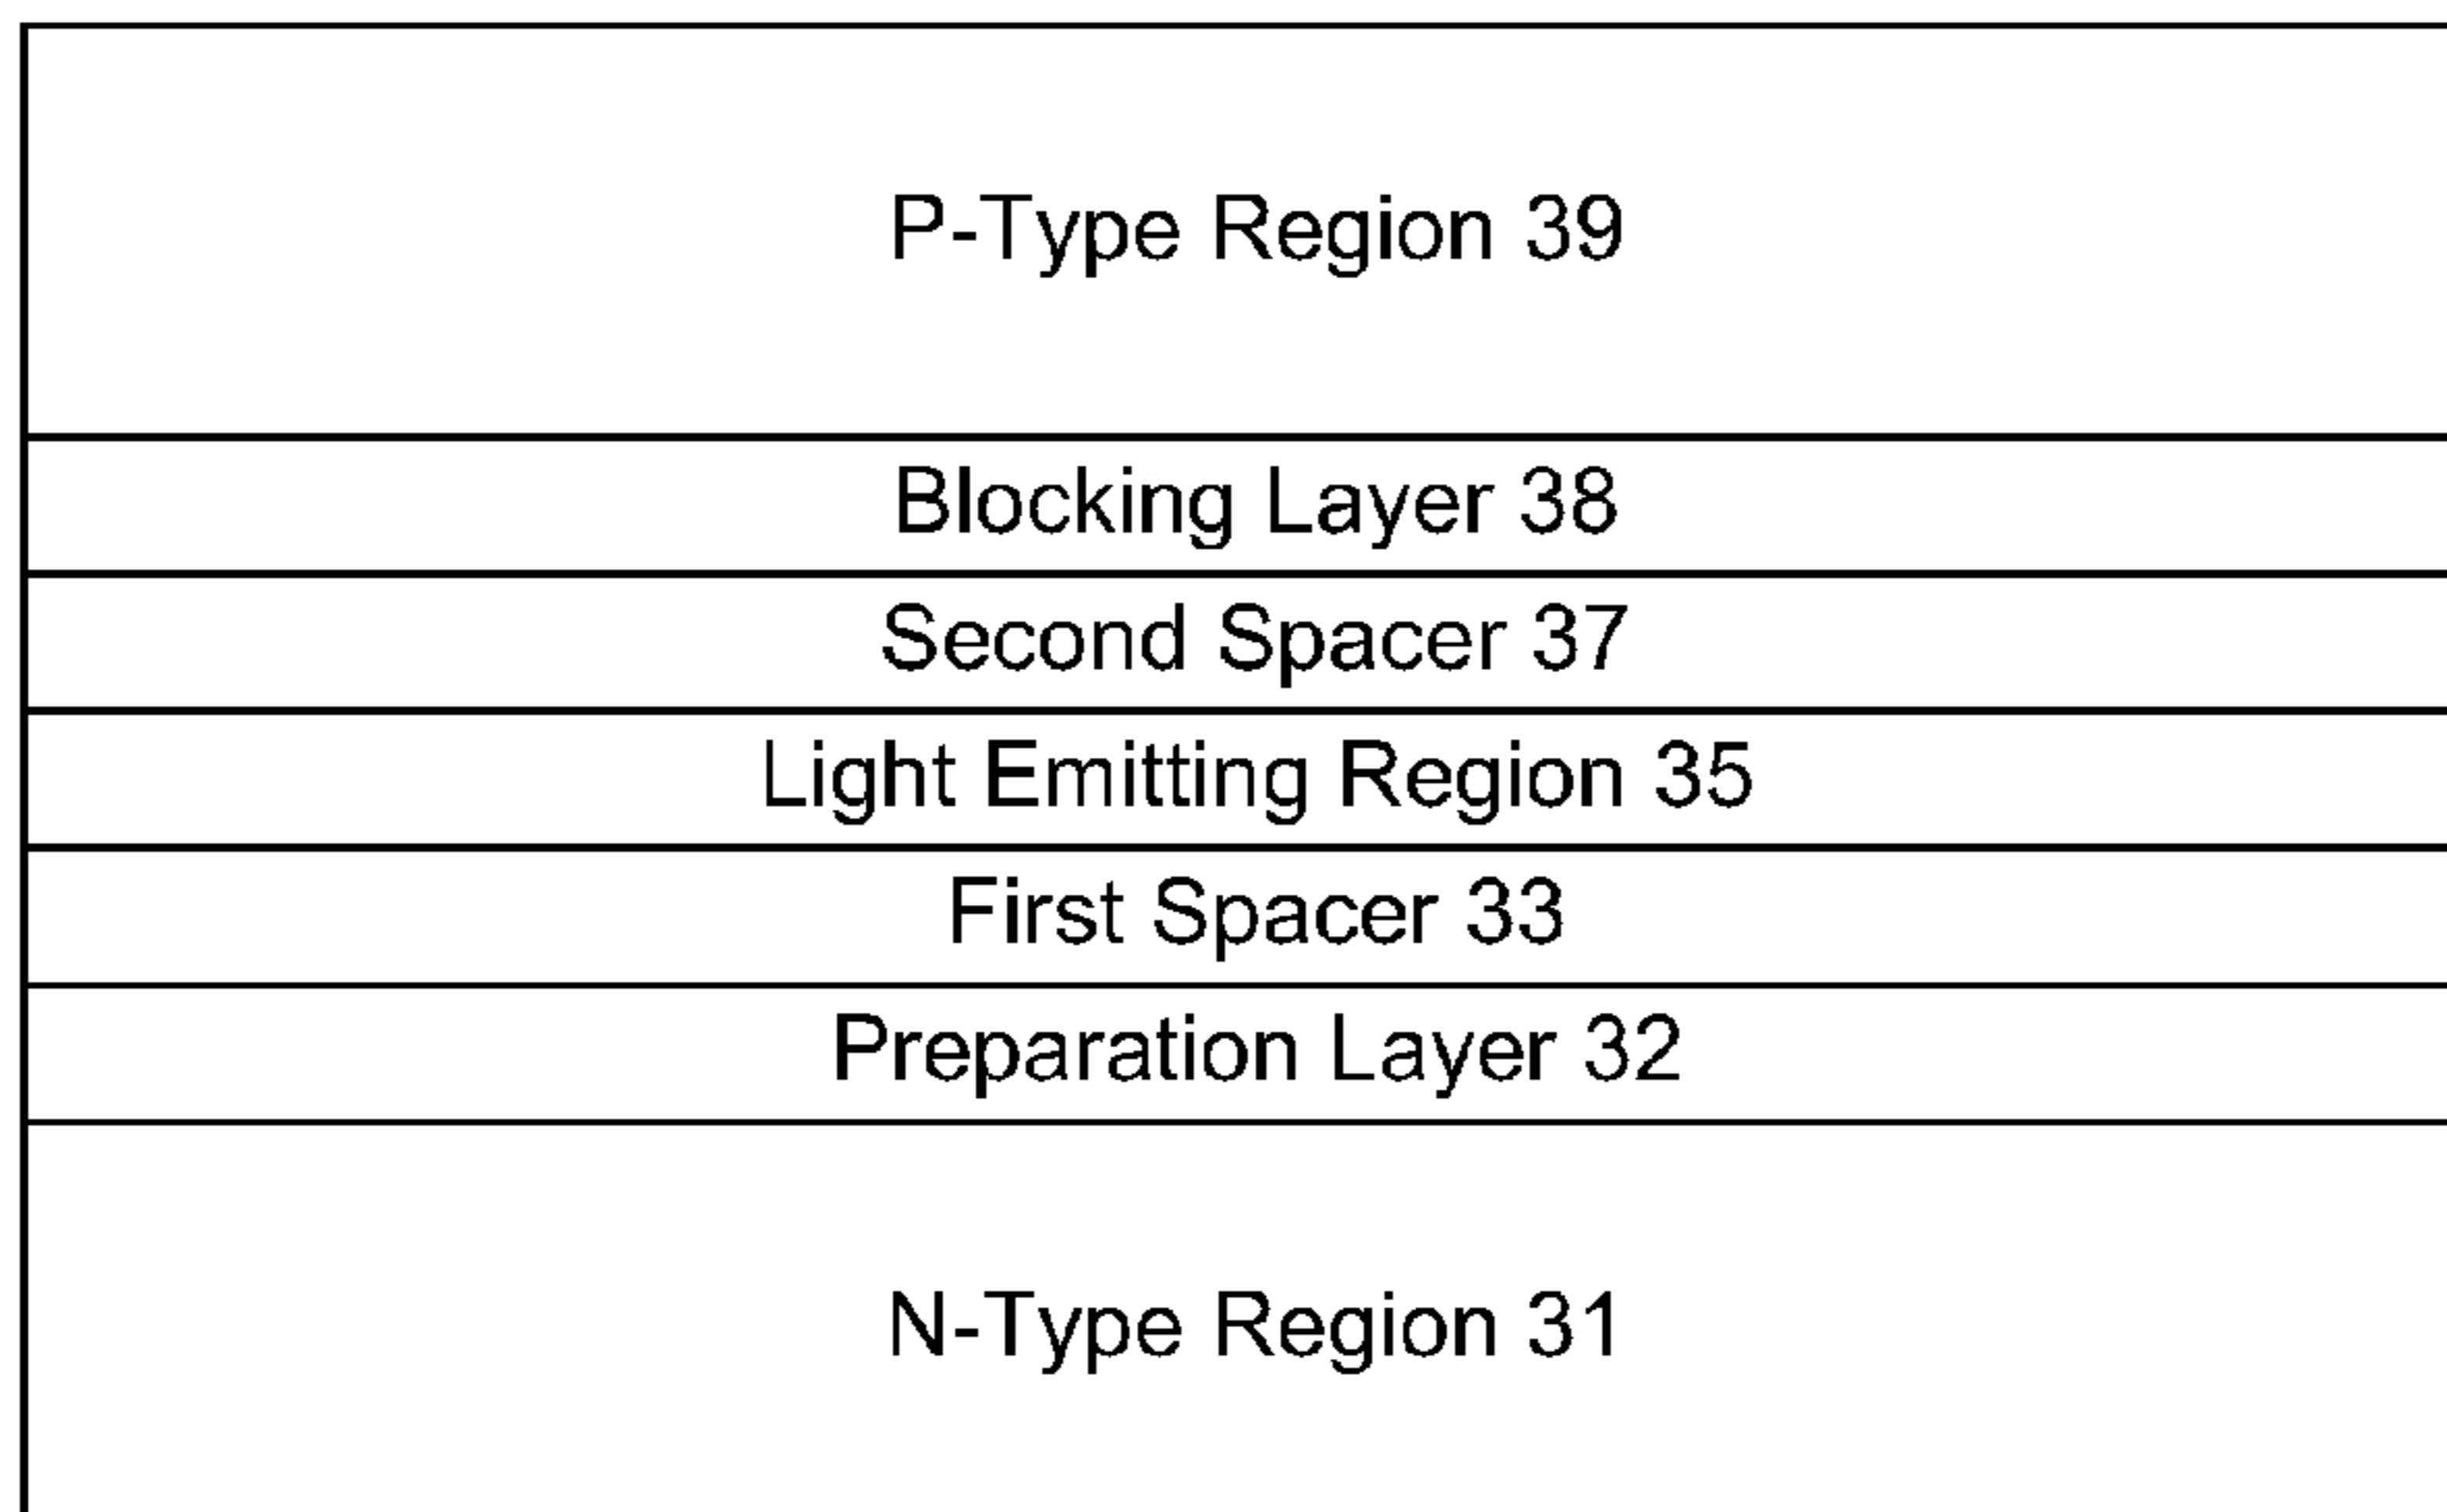 P-Type Region 39
Blocking Layer 38
Second Spacer 37
Light Emitting Region 35
First Spacer 33
Preparation Layer 32
N-Type Region 31